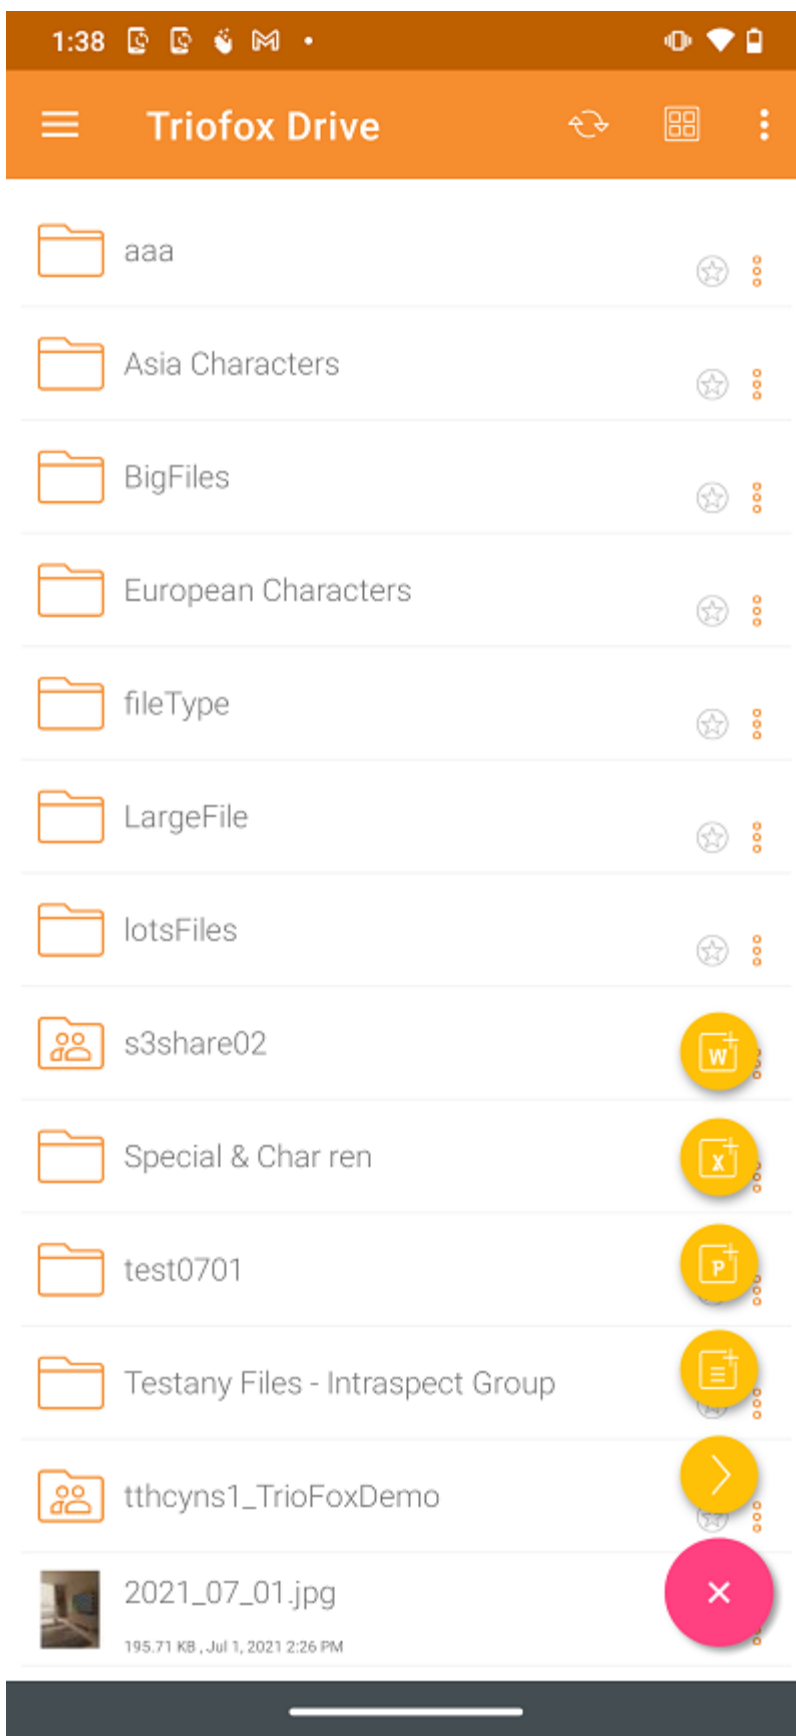 1:38
Triofox Drive
aaa
Asia Characters
BigFiles
European Characters
fileType
LargeFile
lotsFiles
s3share02
W
Special & Char ren
X
test0701
P
Testany Files - Intraspect Group
tthcyns1_TrioFoxDemo
2021_07_01.jpg
195.71 KB , Jul 1, 2021 2:26 PM